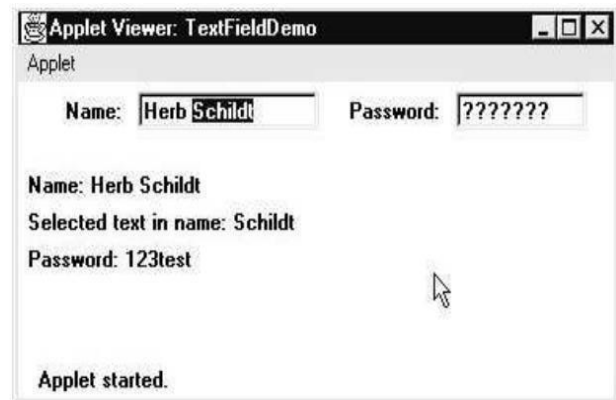 Applet Viewer: TextFieldDemo
Applet
Name: Herb Schildt Password: ???????
Name: Herb Schildt
Selected text in name: Schildt
Password: 123test
Applet started.